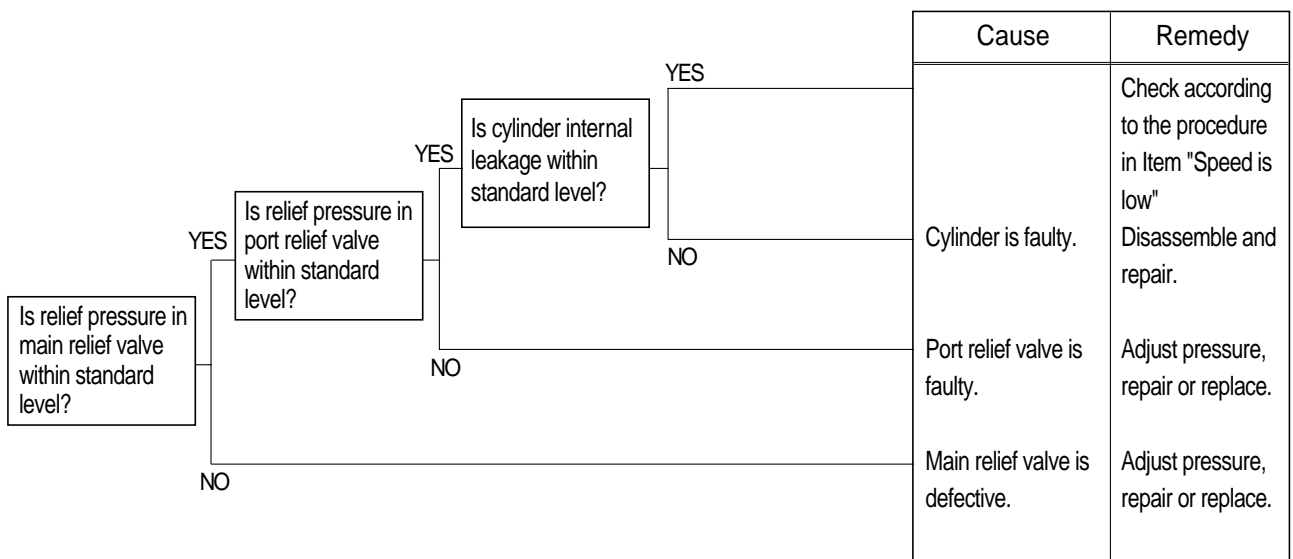 Cause
Remedy
YES
Check according
to the procedure
in Item "Speed is
low"
Is cylinder internal
leakage within
standard level?
YES
Is relief pressure in
port relief valve
within standard
level?
YES
NO
Cylinder is faulty.
Disassemble and
repair.
Is relief pressure in
main relief valve
within standard
level?
NO
Port relief valve is
faulty.
Adjust pressure,
repair or replace.
NO
Main relief valve is
defective.
Adjust pressure,
repair or replace.